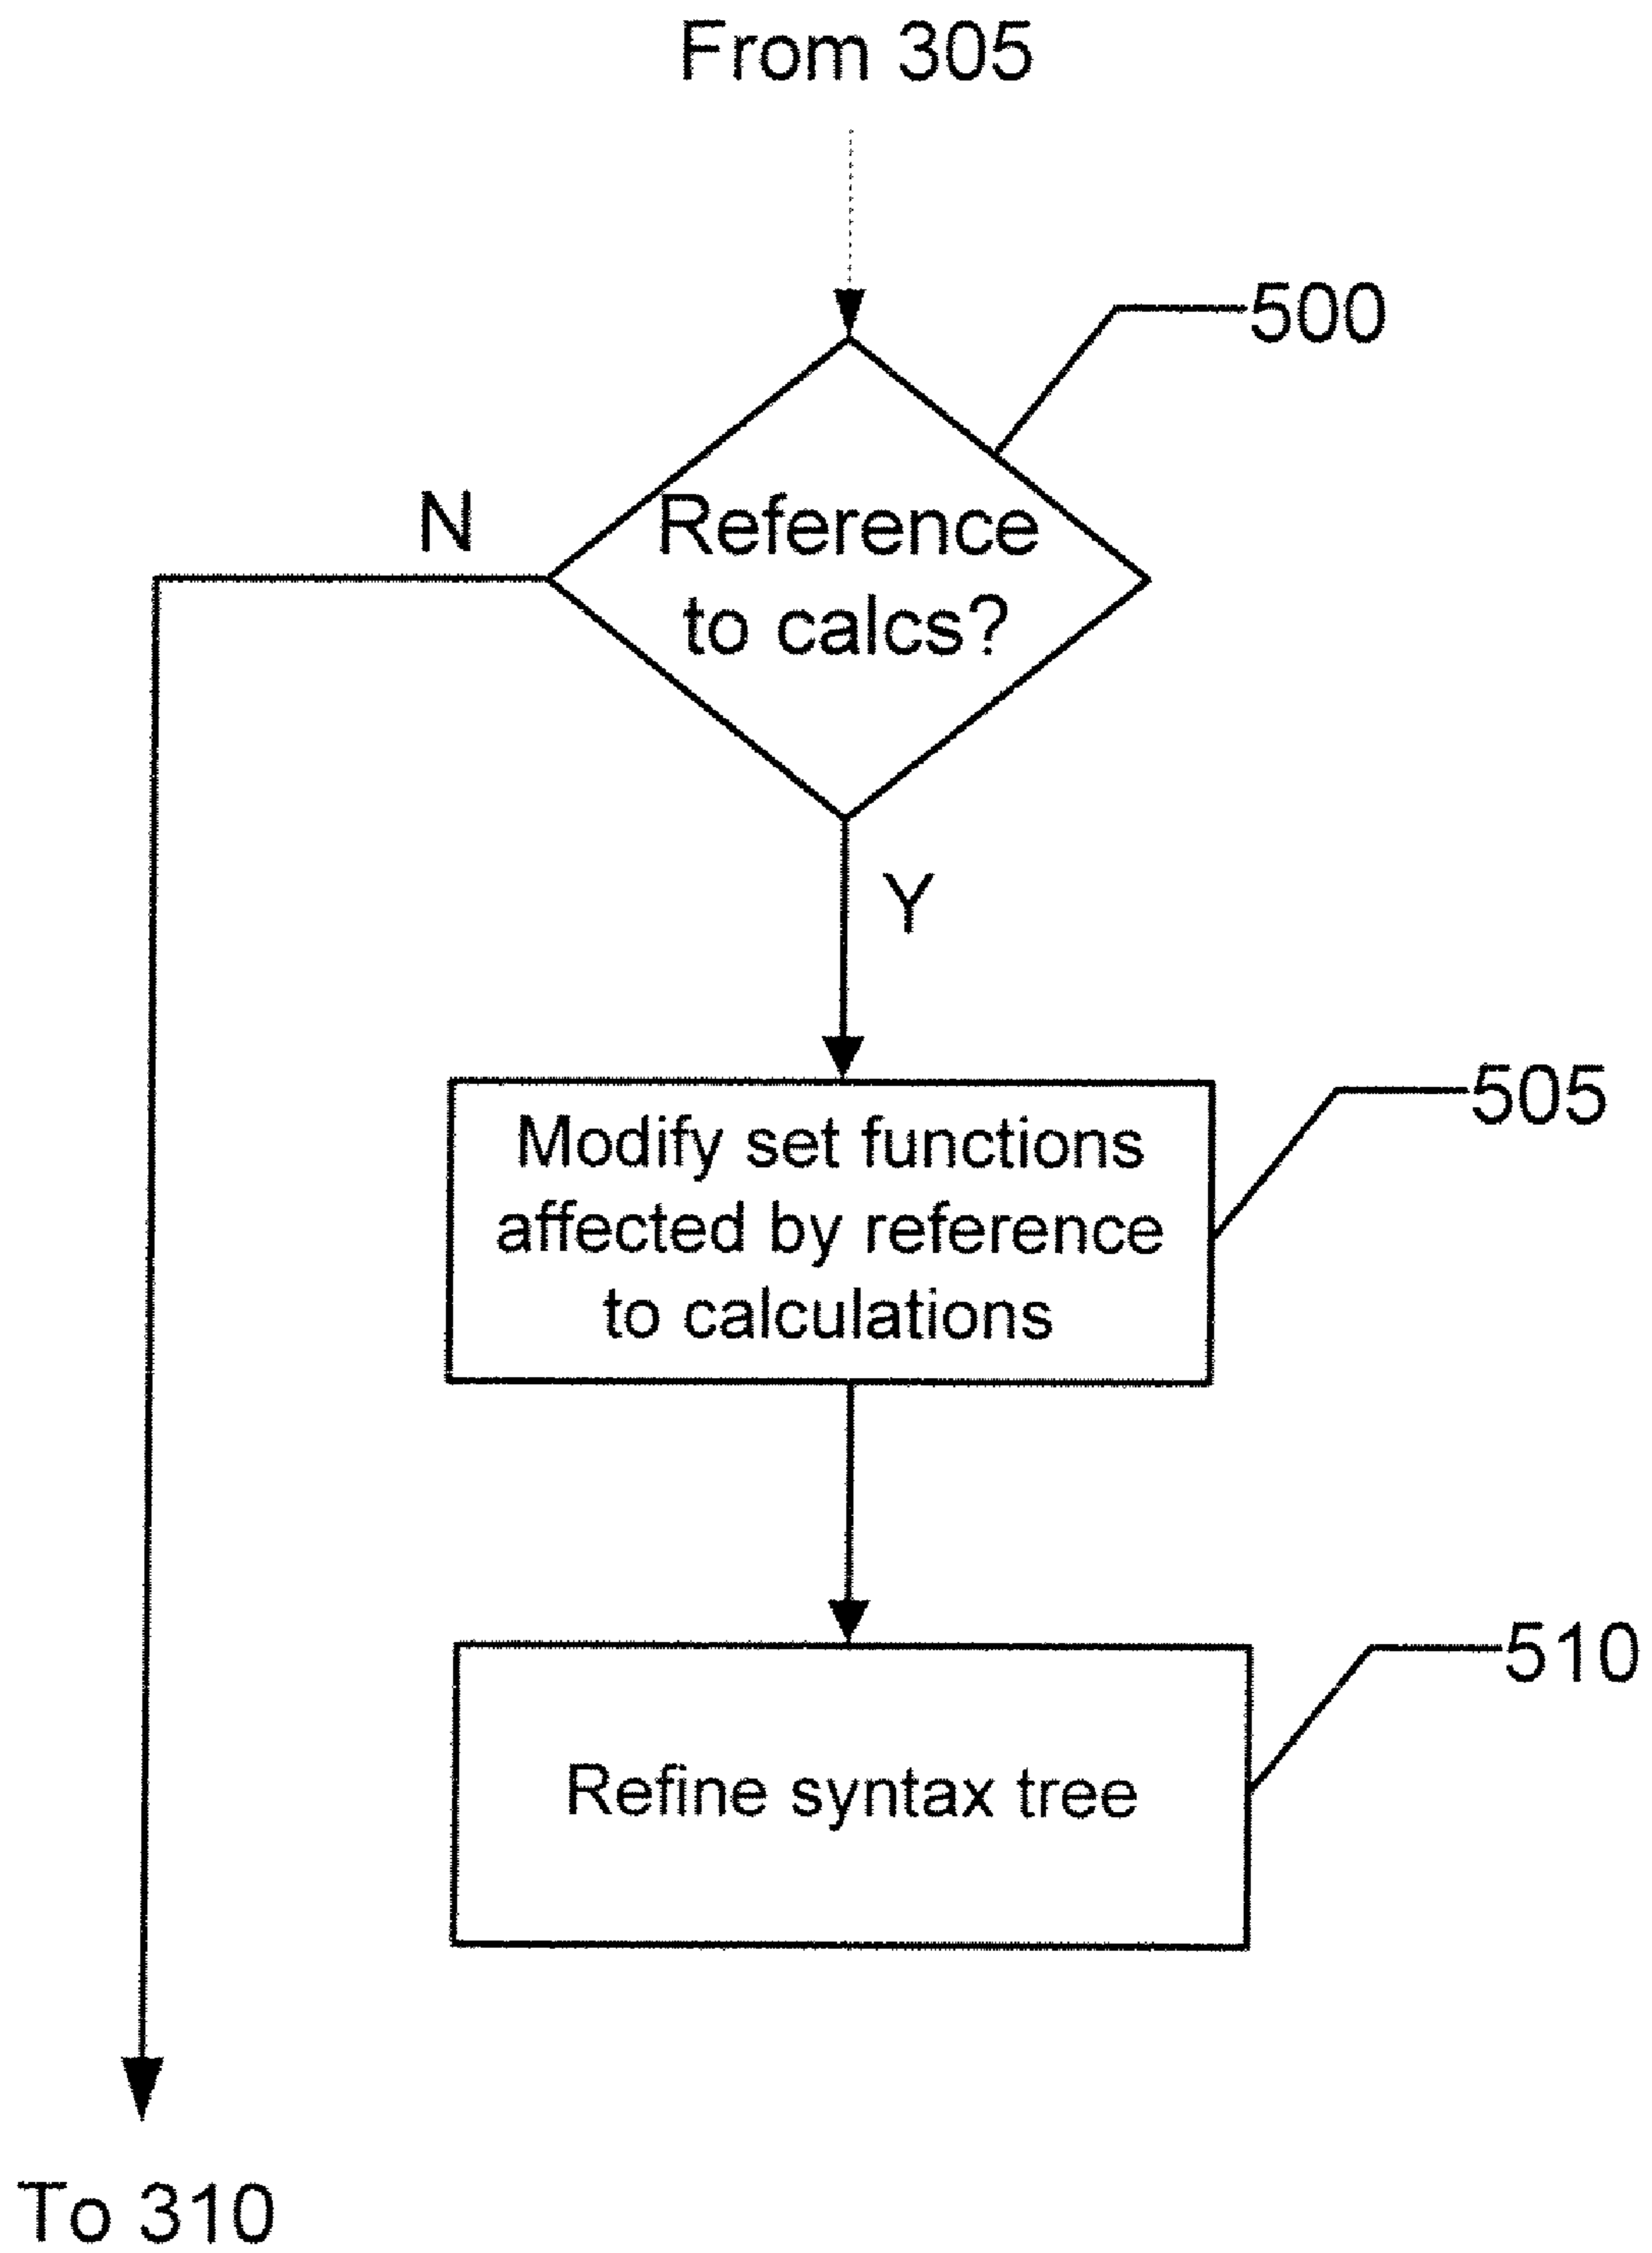 From 305
500
N
Reference
to calcs?
Y
505
Modify set functions
affected by reference
to calculations
510
Refine syntax tree
To 310